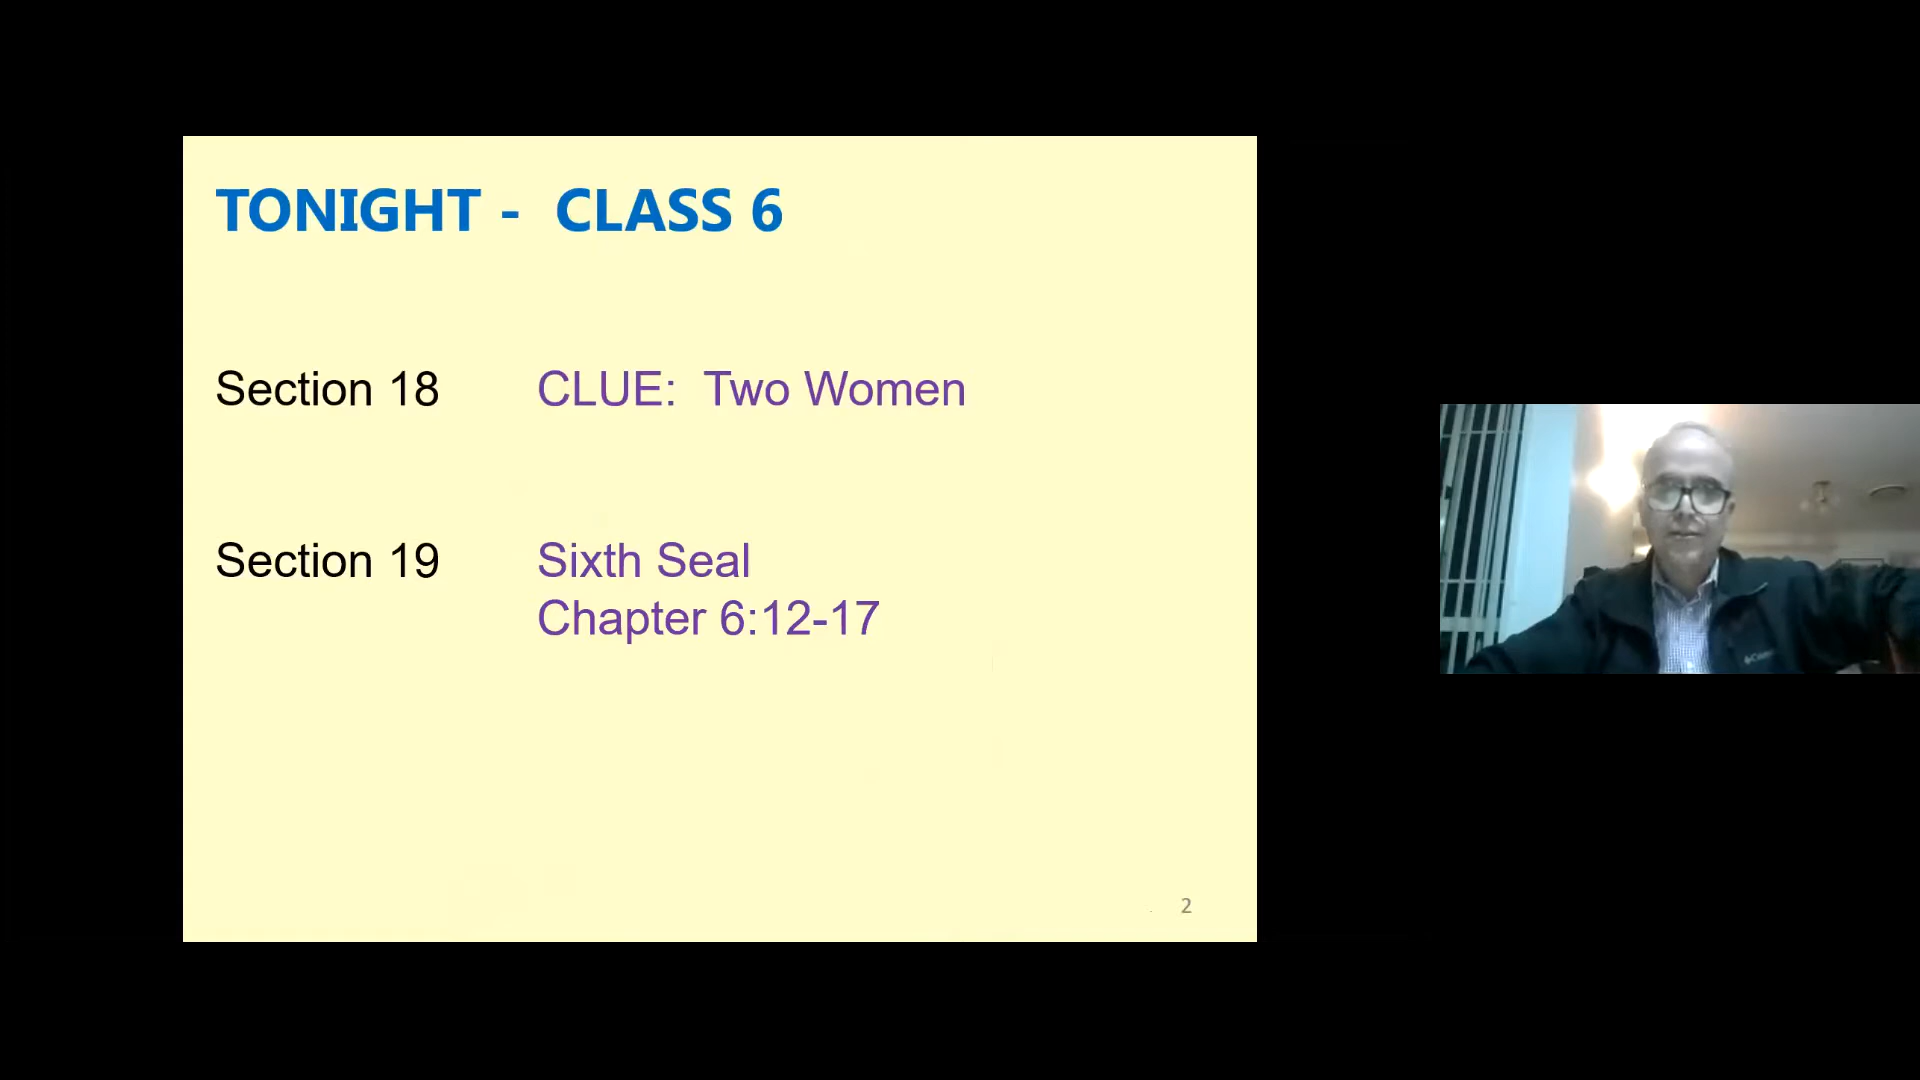 TONIGHT - CLASS 6
Section 18 CLUE: Two Women
Section 19 Sixth Seal
Chapter 6:12-17
2